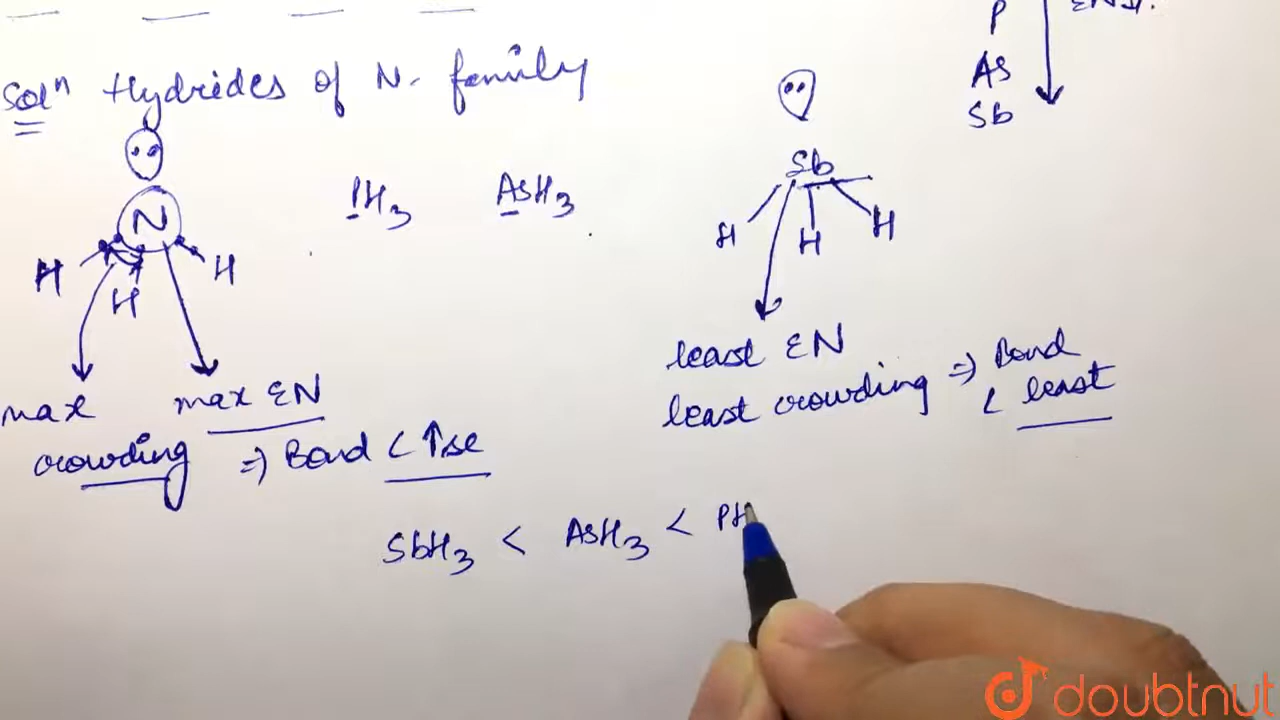 P
As
Sb
Solⁿ Hydrides of N- family
N
H
H
H
PH₃ AsH₃
Sb
H
H
H
max crowding
max EN
⇒ Bond < ↑se
least EN
least crowding ⇒ Bond < least
SbH₃ < AsH₃ < PH
doubtnut